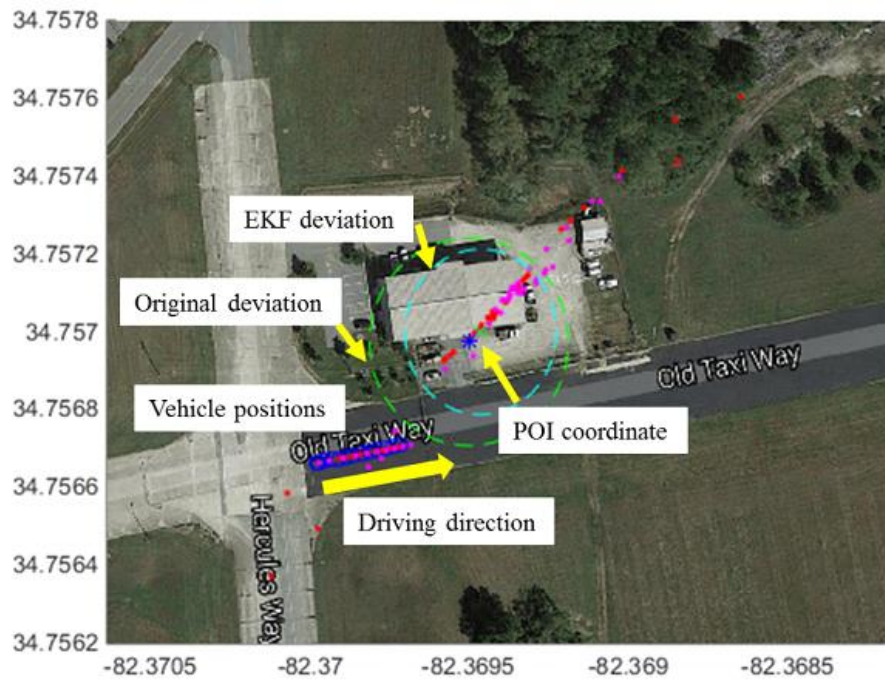 34.7578
34.7576
34.7574
34.7572
34.757
34.7568
34.7566
34.7564
34.7562
EKF deviation
Original deviation
Vehicle positions
POI coordinate
Driving direction
Old Taxi Way
Old Taxi Way
Hercules Way
-82.3705
-82.37
-82.3695
-82.369
-82.3685